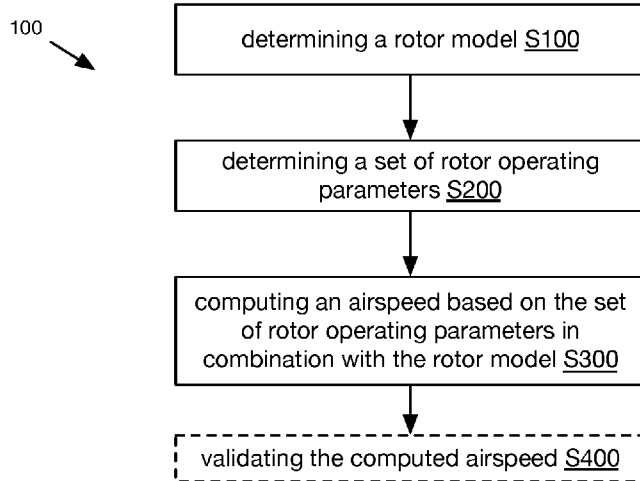 100
determining a rotor model S100
determining a set of rotor operating
parameters S200
computing an airspeed based on the set
of rotor operating parameters in
combination with the rotor model S300
validating the computed airspeed S400